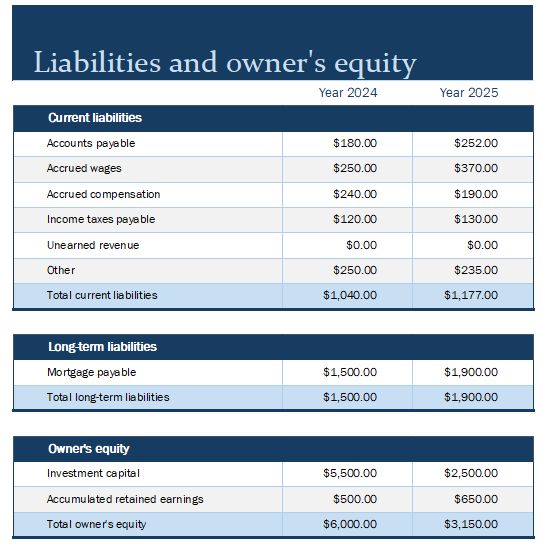 Liabilities and owner's equity
Year 2024 Year 2025
Current liabilities
Accounts payable $180.00 $252.00
Accrued wages $250.00 $370.00
Accrued compensation $240.00 $190.00
Income taxes payable $120.00 $130.00
Unearned revenue $0.00 $0.00
Other $250.00 $235.00
Total current liabilities $1,040.00 $1,177.00
Long-term liabilities
Mortgage payable $1,500.00 $1,900.00
Total long-term liabilities $1,500.00 $1,900.00
Owner's equity
Investment capital $5,500.00 $2,500.00
Accumulated retained earnings $500.00 $650.00
Total owner's equity $6,000.00 $3,150.00